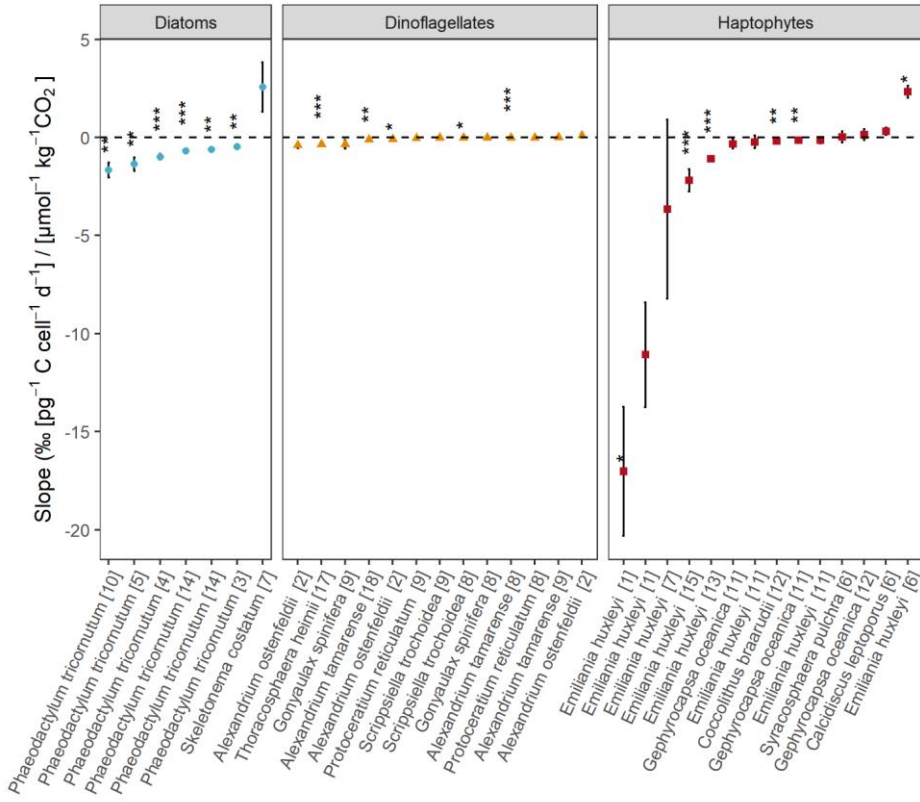 Diatoms
Dinoflagellates
Haptophytes
Slope (‰ [pg⁻¹ C cell⁻¹ d⁻¹] / [µmol⁻¹ kg⁻¹CO₂ ]
5
0
-5
-10
-15
-20
**
**
***
***
**
**
***
**
*
*
***
*
***
***
**
**
*
Phaeodactylum tricornutum [10]
Phaeodactylum tricornutum [5]
Phaeodactylum tricornutum [4]
Phaeodactylum tricornutum [14]
Phaeodactylum tricornutum [14]
Phaeodactylum tricornutum [3]
Skeletonema costatum [7]
Alexandrium ostenfeldii [2]
Thoracosphaera heimii [17]
Gonyaulax spinifera [9]
Alexandrium tamarense [18]
Alexandrium ostenfeldii [2]
Protoceratium reticulatum [9]
Scrippsiella trochoidea [9]
Scrippsiella trochoidea [8]
Gonyaulax spinifera [8]
Alexandrium tamarense [8]
Protoceratium reticulatum [8]
Alexandrium tamarense [9]
Alexandrium ostenfeldii [2]
Emiliania huxleyi [1]
Emiliania huxleyi [1]
Emiliania huxleyi [7]
Emiliania huxleyi [15]
Emiliania huxleyi [13]
Gephyrocapsa oceanica [11]
Emiliania huxleyi [11]
Coccolithus braarudii [12]
Gephyrocapsa oceanica [11]
Emiliania huxleyi [11]
Syracosphaera pulchra [6]
Gephyrocapsa oceanica [12]
Calcidiscus leptoporus [6]
Emiliania huxleyi [6]